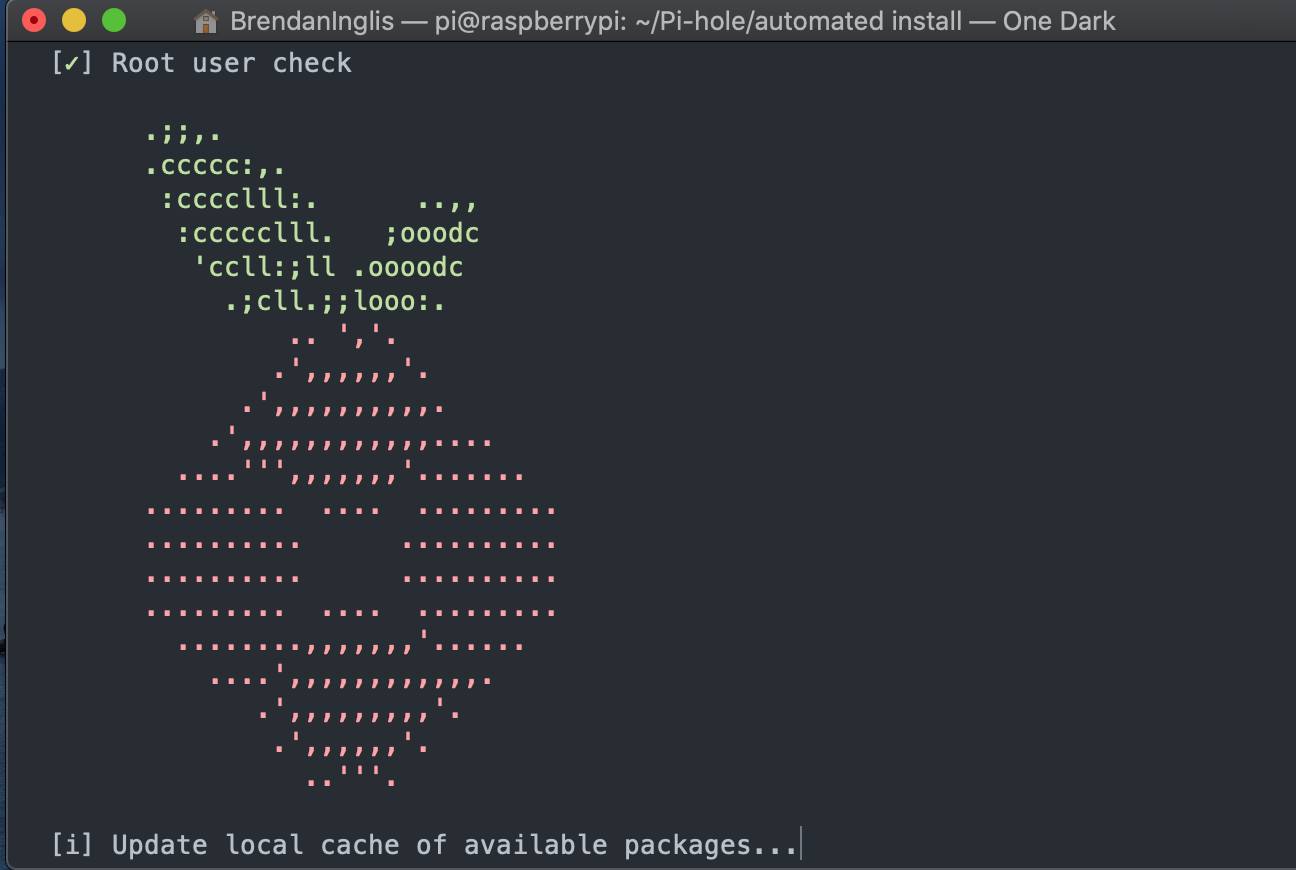 BrendanInglis — pi@raspberrypi: ~/Pi-hole/automated install — One Dark
[✓] Root user check
      .;;,.
      .ccccc:,.
       :cccclll:.      ..,,
        :ccccclll.   ;ooodc
         'ccll:;ll .oooodc
           .;cll.;;looo:.
               .. ','.
              .',,,,,,'.
            .',,,,,,,,,,.
          .',,,,,,,,,,,,....
        ....''',,,,,,,'.......
      .........  ....  .........
      ..........      ..........
      ..........      ..........
      .........  ....  .........
        ........,,,,,,,'......
          ....',,,,,,,,,,,,.
             .',,,,,,,,,'.
              .',,,,,,'.
                ..'''.
[i] Update local cache of available packages...